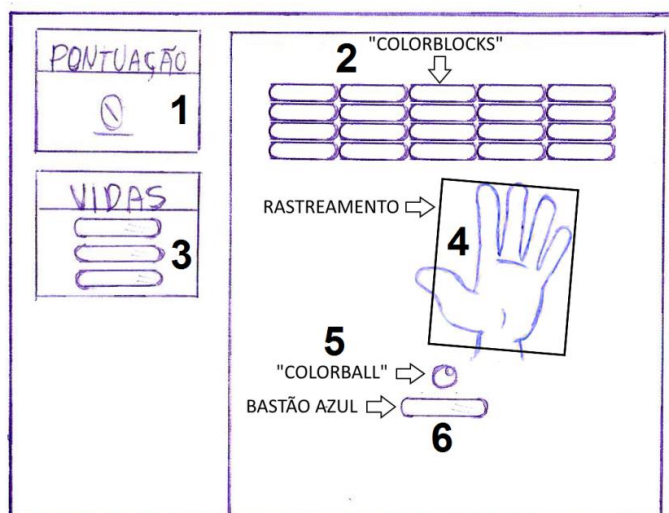 PONTUAÇÃO
0
1
VIDAS
3
2
"COLORBLOCKS"
RASTREAMENTO
4
5
"COLORBALL"
BASTÃO AZUL
6